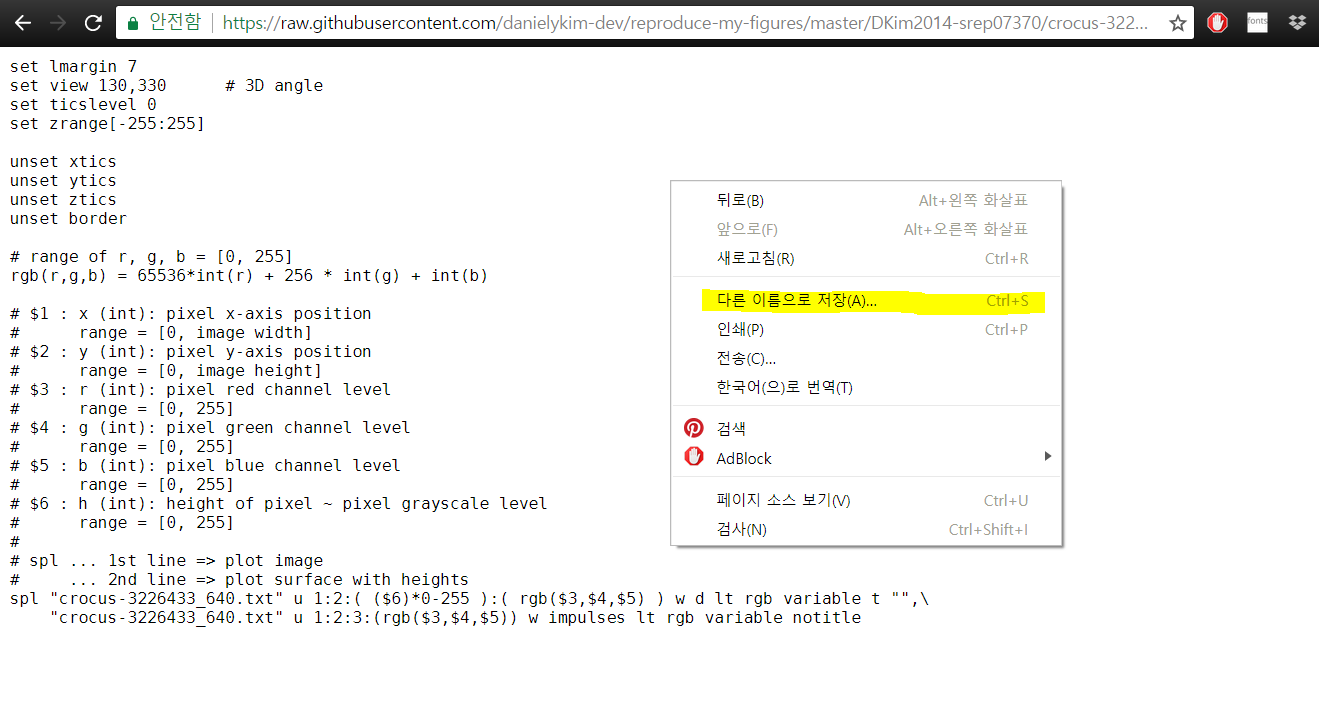 안전함 https://raw.githubusercontent.com/danielykim-dev/reproduce-my-figures/master/DKim2014-srep07370/crocus-322...
fonts
set lmargin 7
set view 130,330      # 3D angle
set ticslevel 0
set zrange[-255:255]
unset xtics
unset ytics
unset ztics
unset border
# range of r, g, b = [0, 255]
rgb(r,g,b) = 65536*int(r) + 256 * int(g) + int(b)
# $1 : x (int): pixel x-axis position
#      range = [0, image width]
# $2 : y (int): pixel y-axis position
#      range = [0, image height]
# $3 : r (int): pixel red channel level
#      range = [0, 255]
# $4 : g (int): pixel green channel level
#      range = [0, 255]
# $5 : b (int): pixel blue channel level
#      range = [0, 255]
# $6 : h (int): height of pixel ~ pixel grayscale level
#      range = [0, 255]
#
# spl ... 1st line => plot image
#     ... 2nd line => plot surface with heights
spl "crocus-3226433_640.txt" u 1:2:( ($6)*0-255 ):( rgb($3,$4,$5) ) w d lt rgb variable t "",\
    "crocus-3226433_640.txt" u 1:2:3:(rgb($3,$4,$5)) w impulses lt rgb variable notitle
뒤로(B) Alt+왼쪽 화살표
앞으로(F) Alt+오른쪽 화살표
새로고침(R) Ctrl+R
다른 이름으로 저장(A)... Ctrl+S
인쇄(P) Ctrl+P
전송(C)...
한국어(으)로 번역(T)
검색
AdBlock
페이지 소스 보기(V) Ctrl+U
검사(N) Ctrl+Shift+I